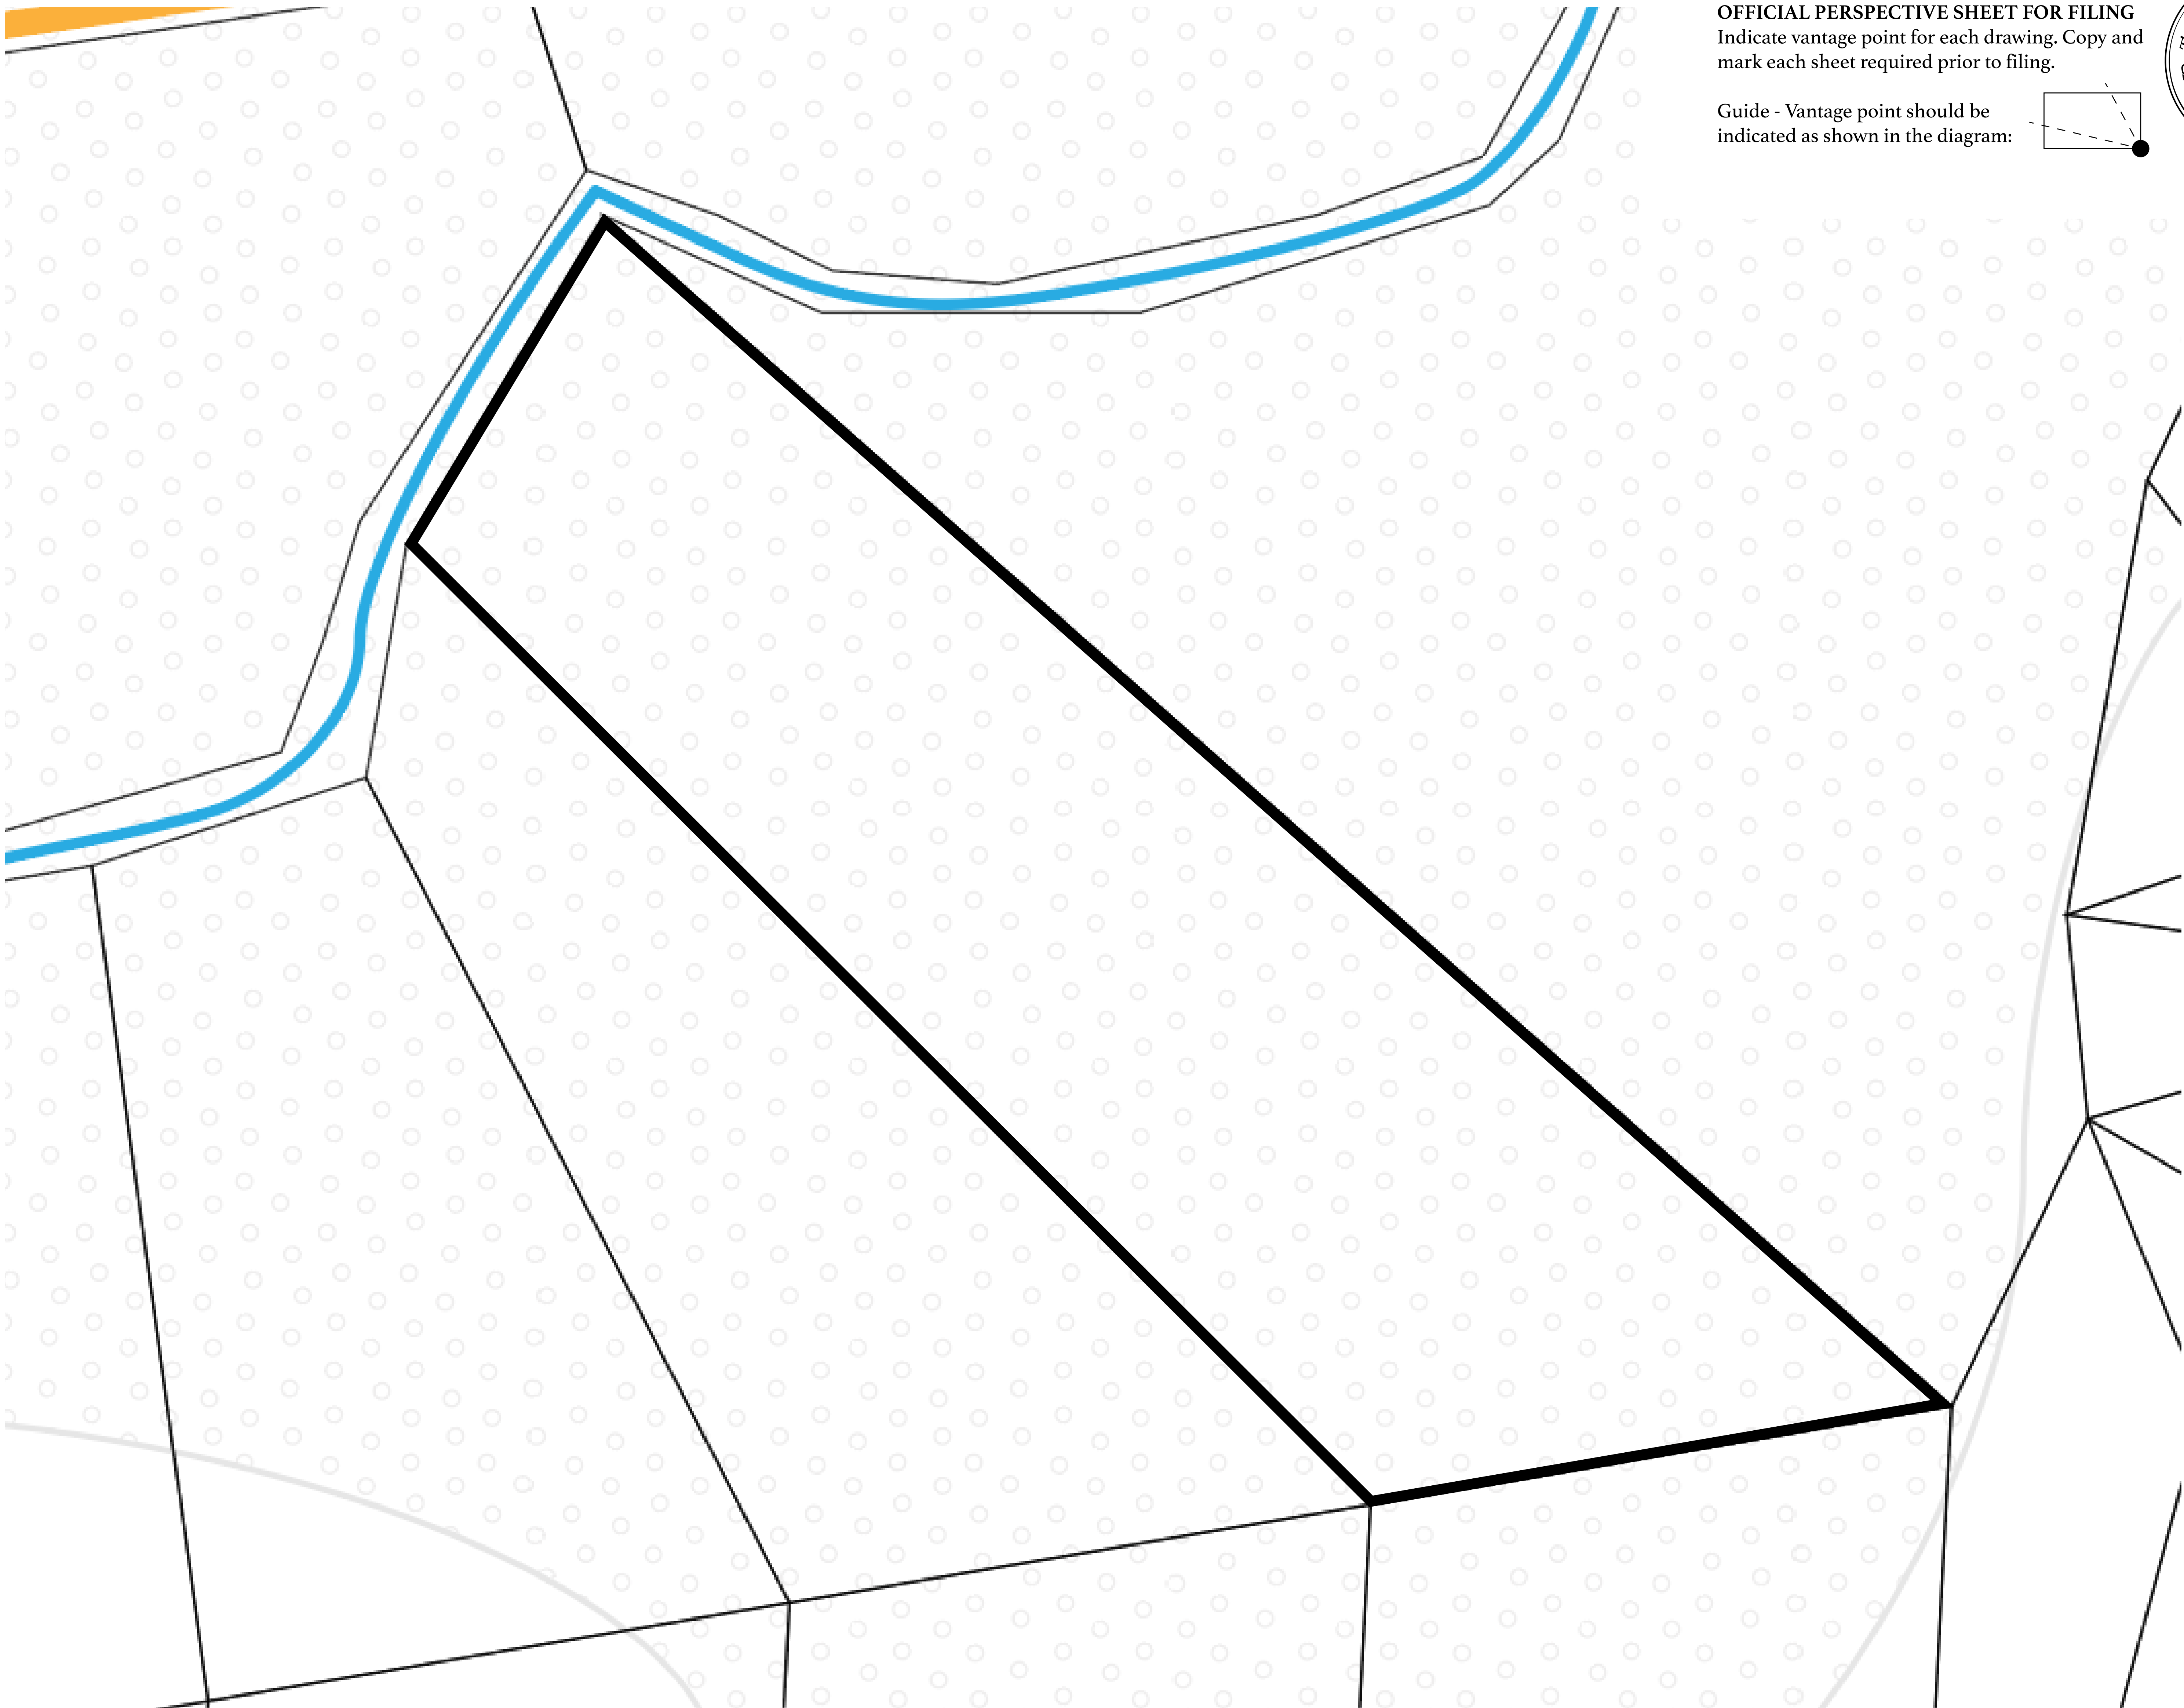 OFFICIAL PERSPECTIVE SHEET FOR FILING
Indicate vantage point for each drawing. Copy and
mark each sheet required prior to filing.
Guide - Vantage point should be
indicated as shown in the diagram: